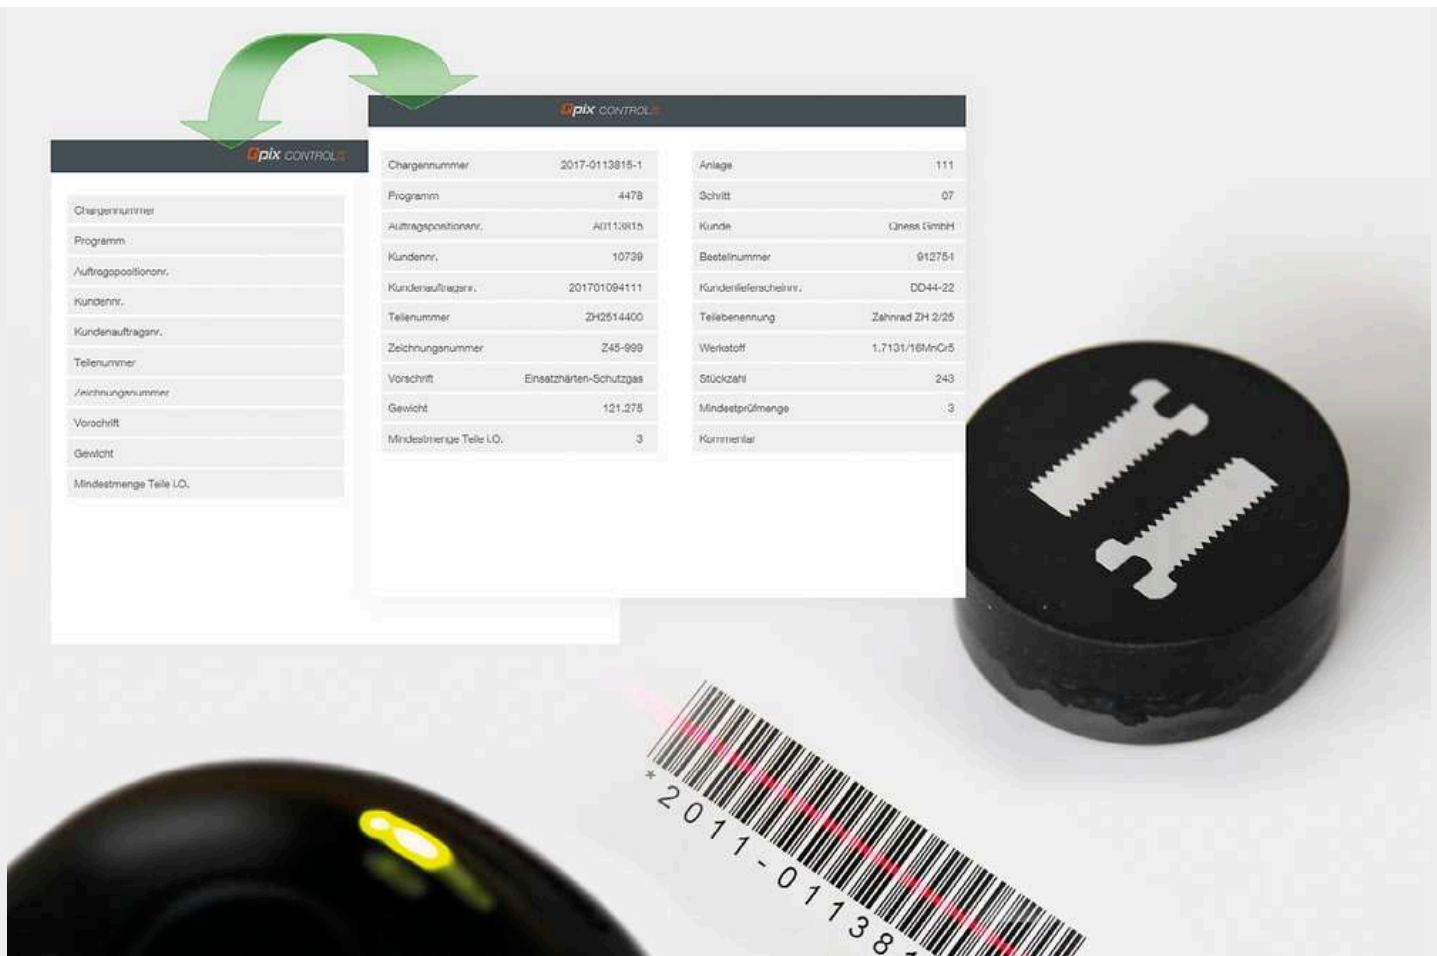 Qpix CONTROL
Chargennummer
Programm
Auftragspositionsnr.
Kundennr.
Kundenauftragsnr.
Teilenummer
Zeichnungsnummer
Vorschrift
Gewicht
Mindestmenge Teile i.O.
Qpix CONTROL
Chargennummer 2017-0113815-1
Programm 4478
Auftragspositionsnr. A0113815
Kundennr. 10739
Kundenauftragsnr. 201701094111
Teilenummer ZH2514400
Zeichnungsnummer Z45-999
Vorschrift Einsatzhärten-Schutzgas
Gewicht 121.275
Mindestmenge Teile i.O. 3
Anlage 111
Schritt 07
Kunde Qness GmbH
Bestellnummer 912754
Kundenlieferscheinnr. DD44-22
Teilebenennung Zahnrad ZH 2/25
Werkstoff 1.7131/16MnCr5
Stückzahl 243
Mindestprüfmenge 3
Kommentar
*2011-01138